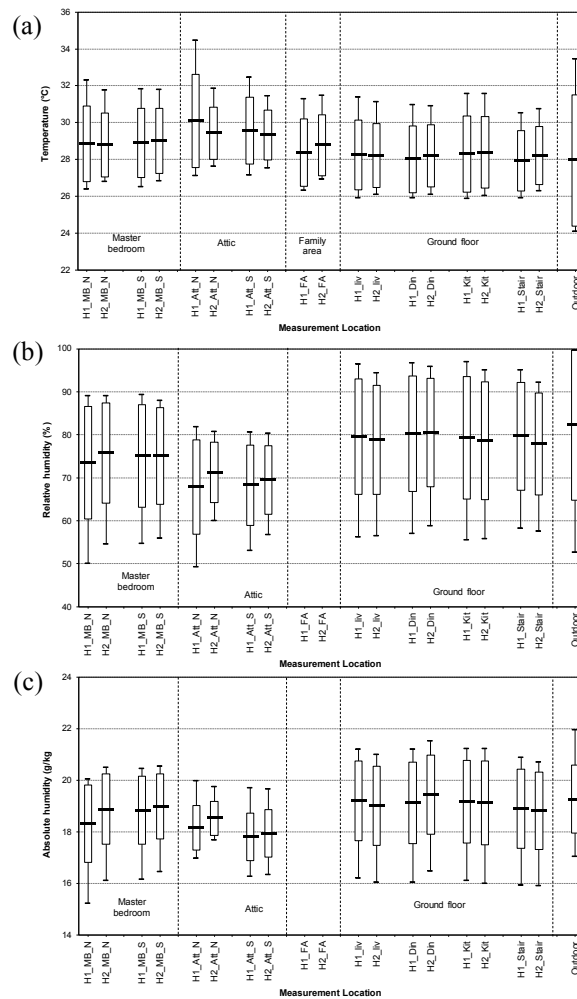 (a)
36
34
32
30
28
26
24
22
Temperature (°C)
Master bedroom
Attic
Family area
Ground floor
H1_MB_N
H2_MB_N
H1_MB_S
H2_MB_S
H1_Att_N
H2_Att_N
H1_Att_S
H2_Att_S
H1_FA
H2_FA
H1_liv
H2_liv
H1_Din
H2_Din
H1_Kit
H2_Kit
H1_Stair
H2_Stair
Outdoor
Measurement Location
(b)
100
90
80
70
60
50
40
Relative humidity (%)
Master bedroom
Attic
Ground floor
H1_MB_N
H2_MB_N
H1_MB_S
H2_MB_S
H1_Att_N
H2_Att_N
H1_Att_S
H2_Att_S
H1_FA
H2_FA
H1_liv
H2_liv
H1_Din
H2_Din
H1_Kit
H2_Kit
H1_Stair
H2_Stair
Outdoor
Measurement Location
(c)
24
22
20
18
16
14
Absolute humidity (g/kg
Master bedroom
Attic
Ground floor
H1_MB_N
H2_MB_N
H1_MB_S
H2_MB_S
H1_Att_N
H2_Att_N
H1_Att_S
H2_Att_S
H1_FA
H2_FA
H1_liv
H2_liv
H1_Din
H2_Din
H1_Kit
H2_Kit
H1_Stair
H2_Stair
Outdoor
Measurement Location